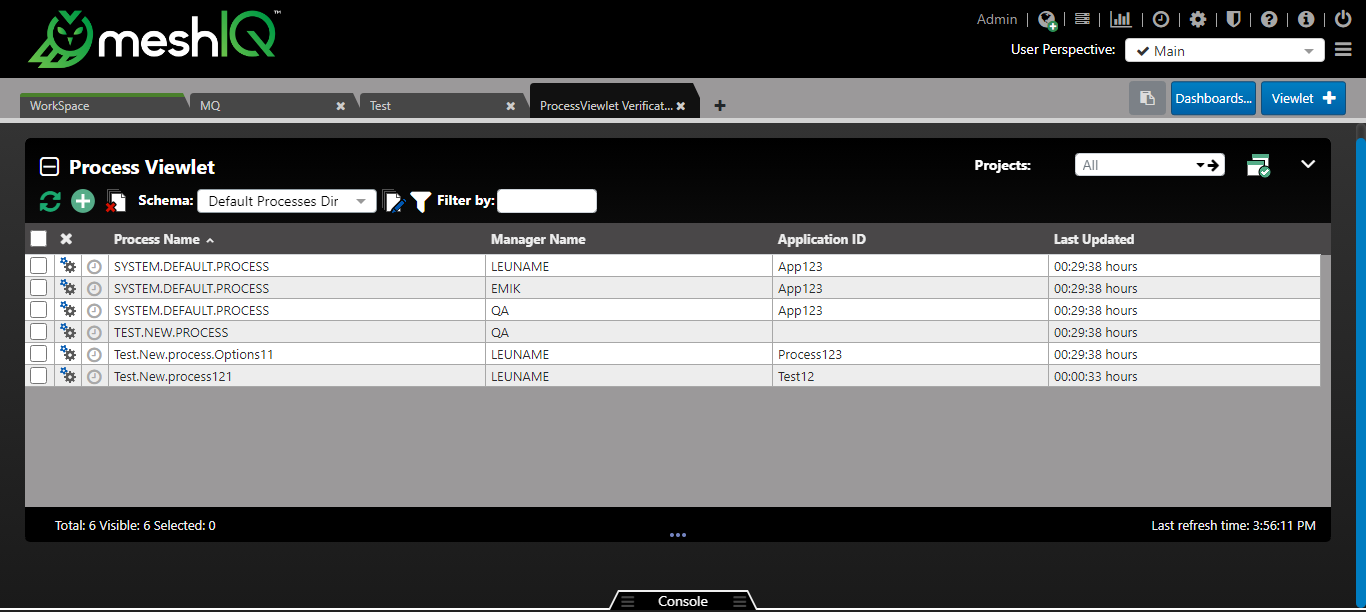 meshIQ™
Admin
User Perspective: Main
WorkSpace MQ Test ProcessViewlet Verificat... Dashboards... Viewlet
Process Viewlet Projects: All
Schema: Default Processes Dir Filter by:
Process Name Manager Name Application ID Last Updated
SYSTEM.DEFAULT.PROCESS LEUNAME App123 00:29:38 hours
SYSTEM.DEFAULT.PROCESS EMIK App123 00:29:38 hours
SYSTEM.DEFAULT.PROCESS QA App123 00:29:38 hours
TEST.NEW.PROCESS QA 00:29:38 hours
Test.New.process.Options11 LEUNAME Process123 00:29:38 hours
Test.New.process121 LEUNAME Test12 00:00:33 hours
Total: 6 Visible: 6 Selected: 0 Last refresh time: 3:56:11 PM
Console